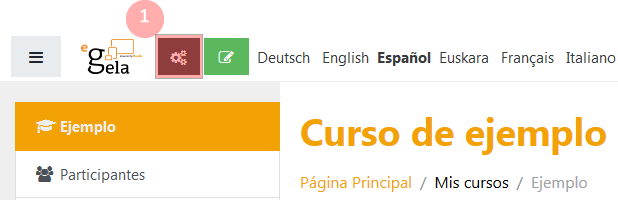 1
eGela
Deutsch English Español Euskara Français Italiano
Ejemplo
Participantes
Curso de ejemplo
Página Principal / Mis cursos / Ejemplo